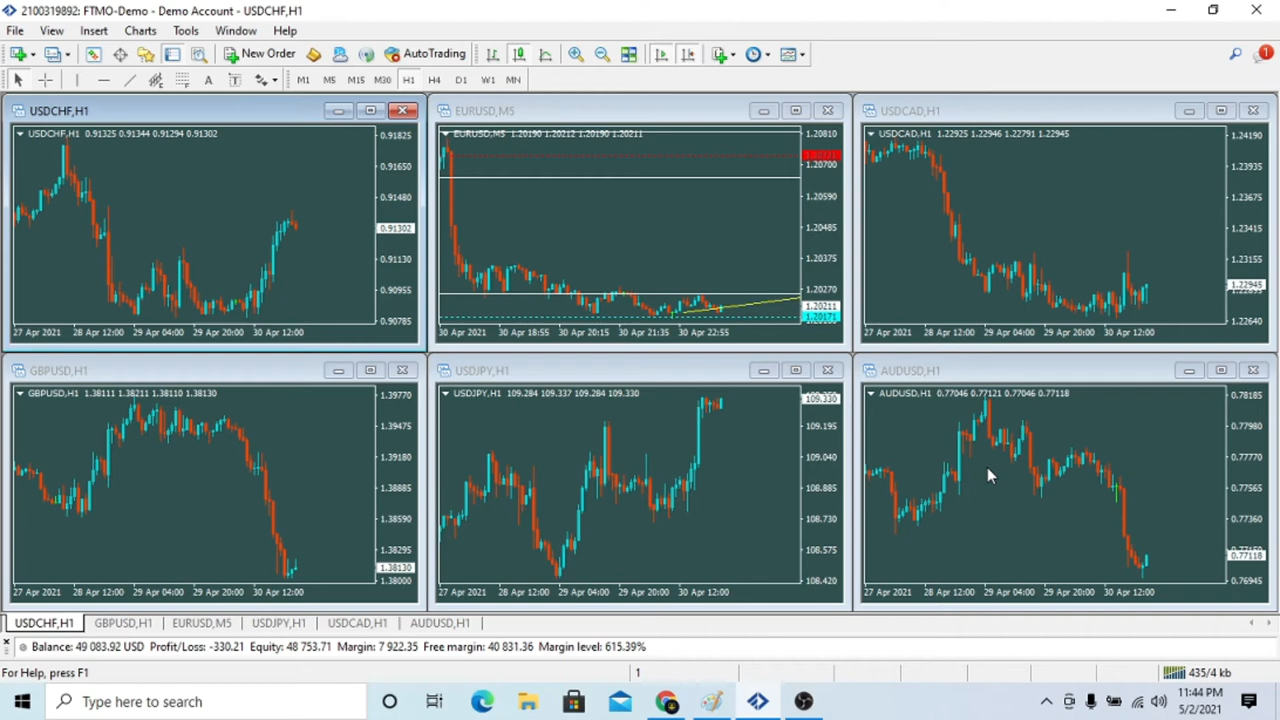 2100319892: FTMO-Demo - Demo Account - USDCHF,H1
File View Insert Charts Tools Window Help
New Order AutoTrading 1
A T M1 M5 M15 M30 H1 H4 D1 W1 MN
USDCHF,H1
USDCHF,H1 0.91325 0.91344 0.91294 0.91302
0.91825
0.91650
0.91480
0.91302
0.91130
0.90955
0.90785
27 Apr 2021 28 Apr 12:00 29 Apr 04:00 29 Apr 20:00 30 Apr 12:00
EURUSD,M5
EURUSD,M5 1.20190 1.20212 1.20190 1.20211
1.20810
1.20700
1.20590
1.20485
1.20375
1.20270
1.20211
1.20171
30 Apr 2021 30 Apr 18:55 30 Apr 20:15 30 Apr 21:35 30 Apr 22:55
USDCAD,H1
USDCAD,H1 1.22925 1.22946 1.22791 1.22945
1.24190
1.23935
1.23675
1.23415
1.23155
1.22945
1.22640
27 Apr 2021 28 Apr 12:00 29 Apr 04:00 29 Apr 20:00 30 Apr 12:00
GBPUSD,H1
GBPUSD,H1 1.38111 1.38211 1.38110 1.38130
1.39770
1.39475
1.39180
1.38885
1.38590
1.38295
1.38130
1.38000
27 Apr 2021 28 Apr 12:00 29 Apr 04:00 29 Apr 20:00 30 Apr 12:00
USDJPY,H1
USDJPY,H1 109.284 109.337 109.284 109.330
109.330
109.195
109.040
108.885
108.730
108.575
108.420
27 Apr 2021 28 Apr 12:00 29 Apr 04:00 29 Apr 20:00 30 Apr 12:00
AUDUSD,H1
AUDUSD,H1 0.77046 0.77121 0.77046 0.77118
0.78185
0.77980
0.77770
0.77565
0.77360
0.77118
0.76945
27 Apr 2021 28 Apr 12:00 29 Apr 04:00 29 Apr 20:00 30 Apr 12:00
USDCHF,H1 GBPUSD,H1 EURUSD,M5 USDJPY,H1 USDCAD,H1 AUDUSD,H1
Balance: 49 083.92 USD Profit/Loss: -330.21 Equity: 48 753.71 Margin: 7 922.35 Free margin: 40 831.36 Margin level: 615.39%
For Help, press F1 1 435/4 kb
Type here to search
11:44 PM
5/2/2021